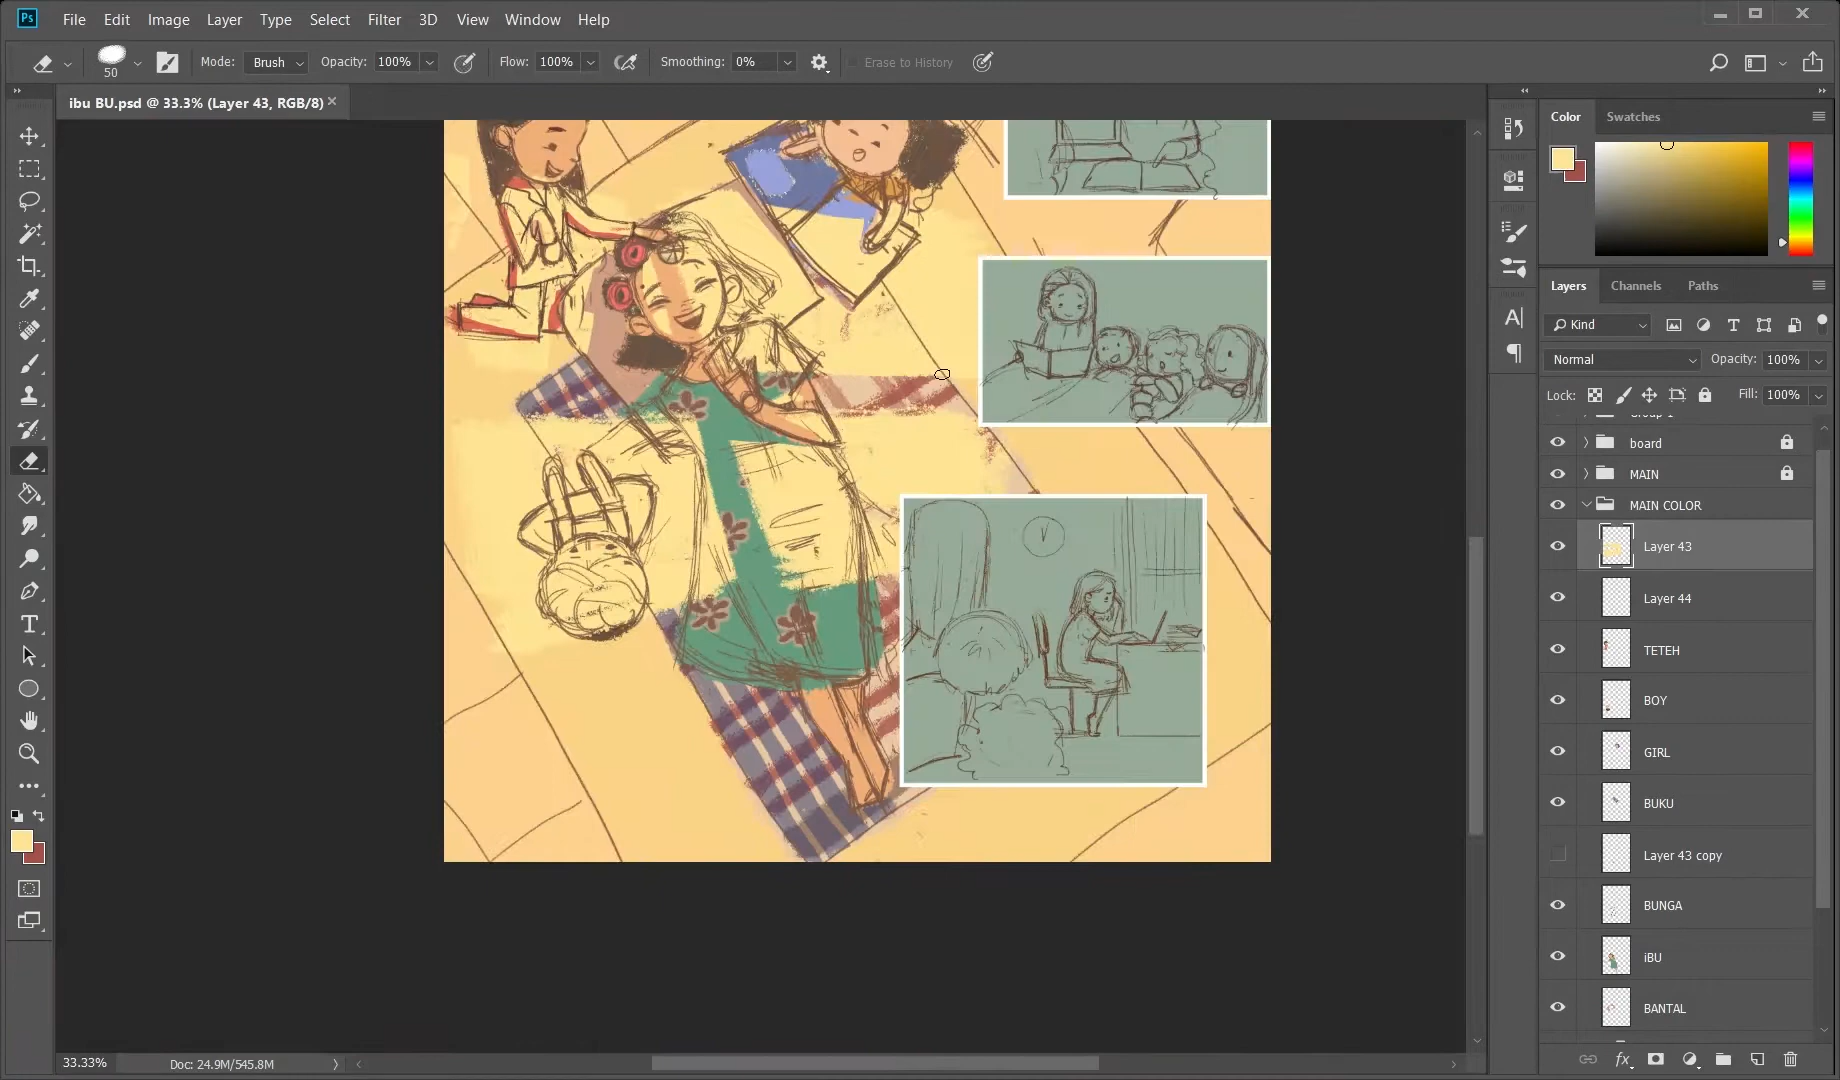 Ps File Edit Image Layer Type Select Filter 3D View Window Help
50 Mode: Brush Opacity: 100% Flow: 100% Smoothing: 0% Erase to History
ibu BU.psd @ 33.3% (Layer 43, RGB/8)
Color Swatches
Layers Channels Paths
Kind
Normal Opacity: 100%
Lock: Fill: 100%
Group 1
board
MAIN
MAIN COLOR
Layer 43
Layer 44
TETEH
BOY
GIRL
BUKU
Layer 43 copy
BUNGA
iBU
BANTAL
33.33% Doc: 24.9M/545.8M